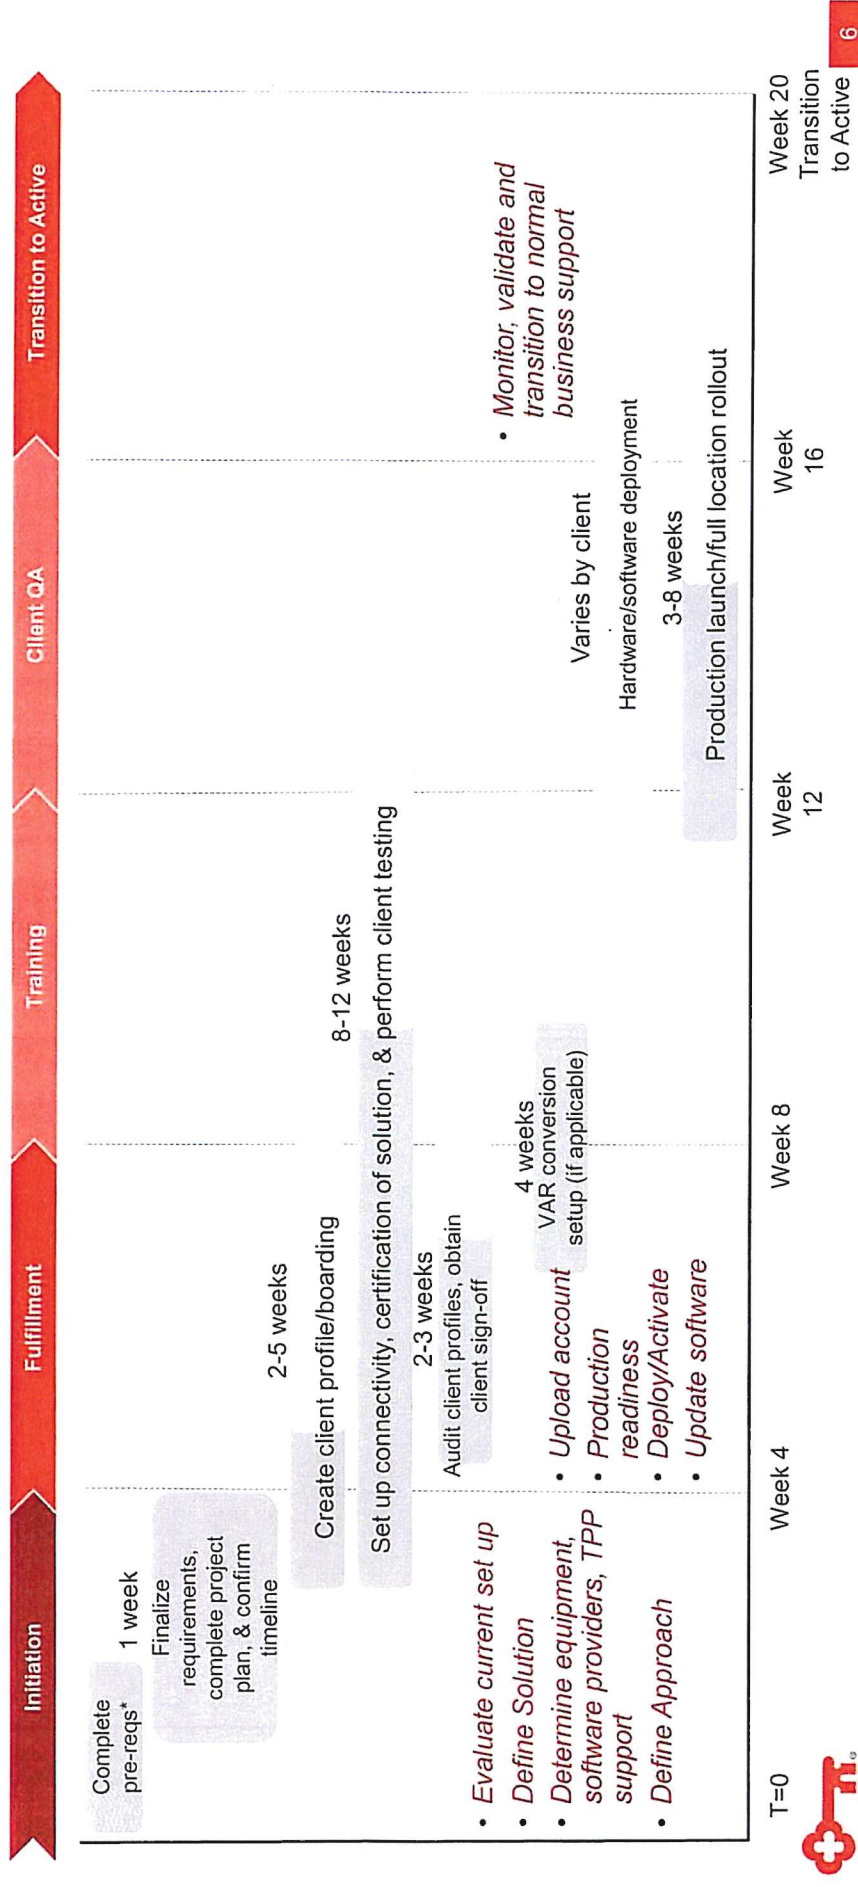 Initiation
Fulfillment
Training
Client QA
Transition to Active
Complete
pre-reqs*
1 week
Finalize
requirements,
complete project
plan, & confirm
timeline
2-5 weeks
Create client profile/boarding
8-12 weeks
Set up connectivity, certification of solution, & perform client testing
2-3 weeks
Audit client profiles, obtain
client sign-off
4 weeks
VAR conversion
setup (if applicable)
• Evaluate current set up
• Define Solution
• Determine equipment,
software providers, TPP
support
• Define Approach
• Upload account
• Production
readiness
• Deploy/Activate
• Update software
Varies by client
Hardware/software deployment
3-8 weeks
Production launch/full location rollout
• Monitor, validate and
transition to normal
business support
T=0
Week 4
Week 8
Week
12
Week
16
Week 20
Transition
to Active
6